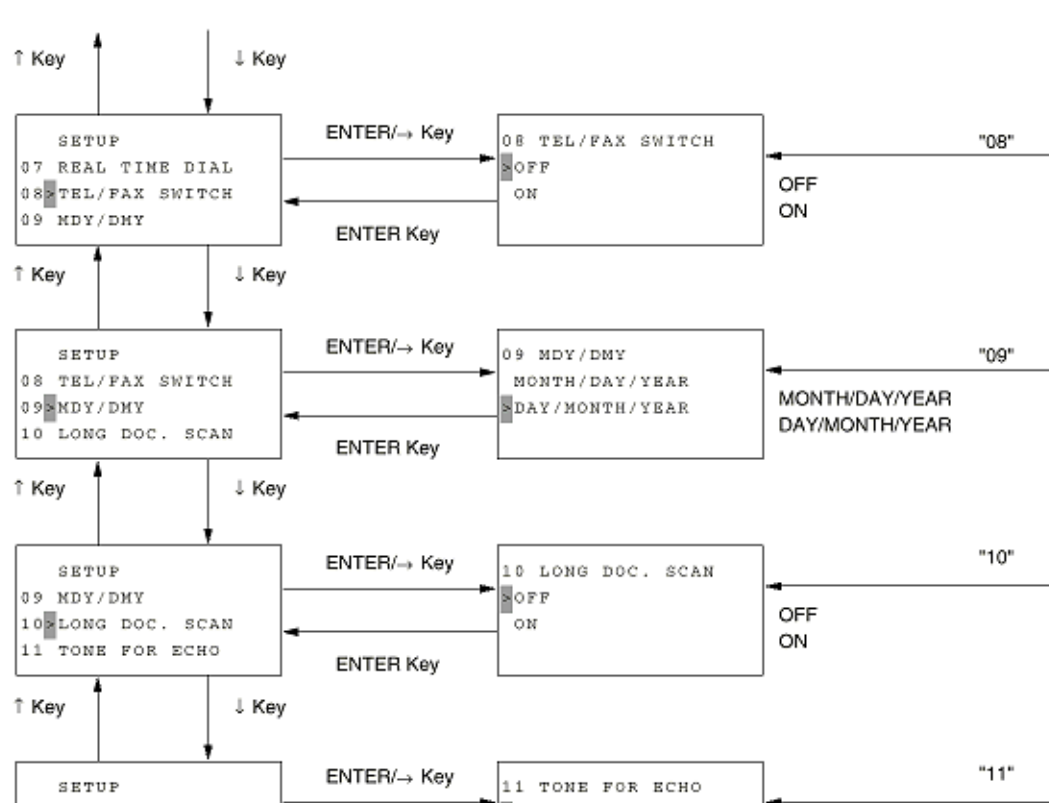 ↑ Key
↓ Key
SETUP
07 REAL TIME DIAL
08>TEL/FAX SWITCH
09 MDY/DMY
ENTER/→ Key
ENTER Key
08 TEL/FAX SWITCH
>OFF
ON
"08"
OFF
ON
↑ Key
↓ Key
SETUP
08 TEL/FAX SWITCH
09>MDY/DMY
10 LONG DOC. SCAN
ENTER/→ Key
ENTER Key
09 MDY/DMY
MONTH/DAY/YEAR
>DAY/MONTH/YEAR
"09"
MONTH/DAY/YEAR
DAY/MONTH/YEAR
↑ Key
↓ Key
SETUP
09 MDY/DMY
10>LONG DOC. SCAN
11 TONE FOR ECHO
ENTER/→ Key
ENTER Key
10 LONG DOC. SCAN
>OFF
ON
"10"
OFF
ON
↑ Key
↓ Key
SETUP
ENTER/→ Key
11 TONE FOR ECHO
"11"